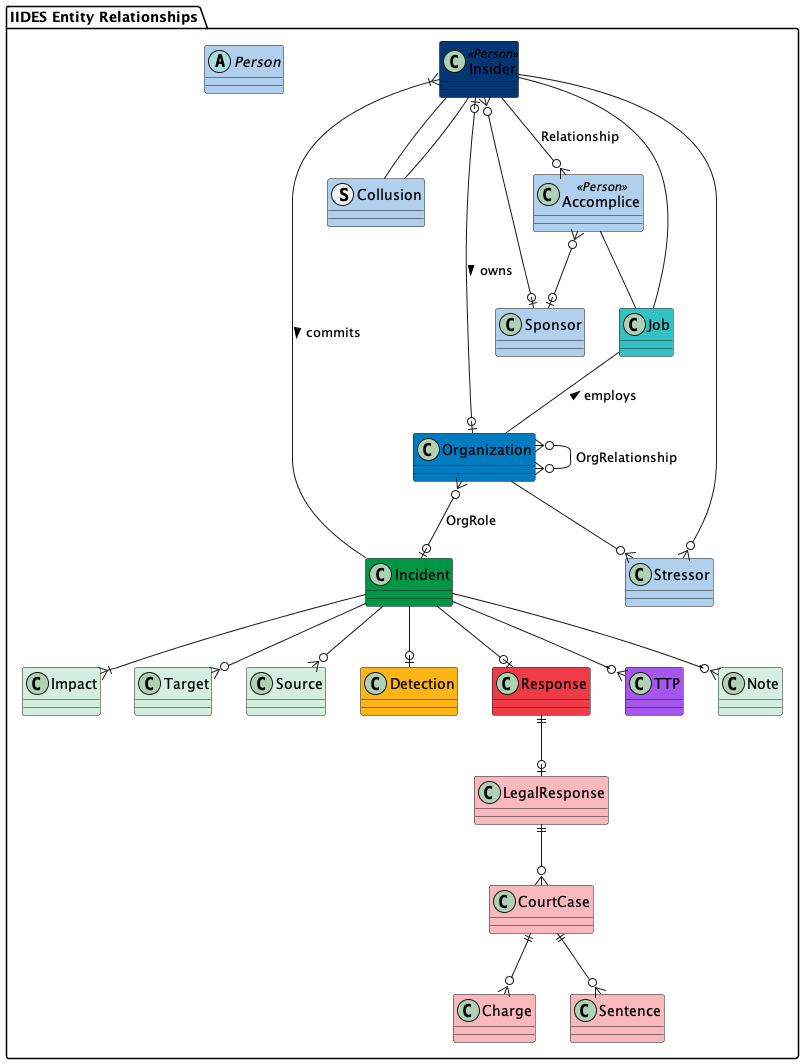 IIDES Entity Relationships
A Person
«Person»
C Insider
Relationship
S Collusion
«Person»
C Accomplice
owns
commits
C Sponsor
C Job
employs
C Organization
OrgRelationship
OrgRole
C Incident
C Stressor
C Impact
C Target
C Source
C Detection
C Response
C TTP
C Note
C LegalResponse
C CourtCase
C Charge
C Sentence